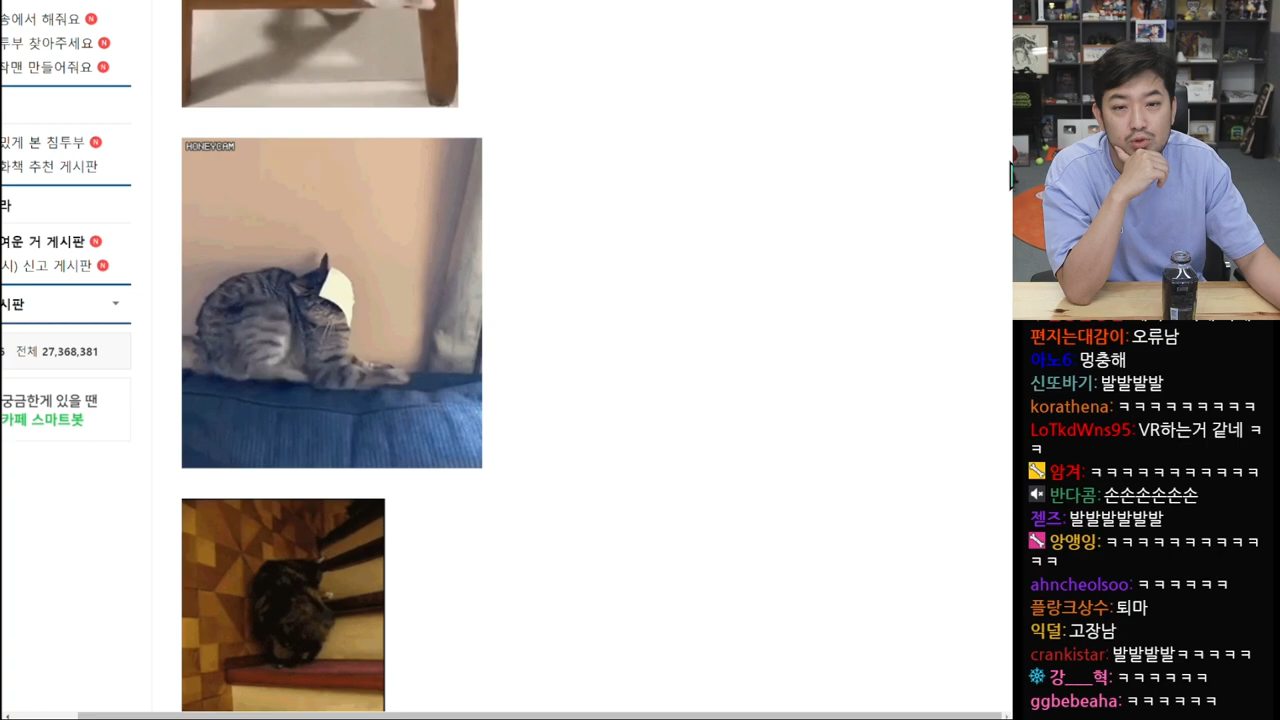 송에서 해줘요 N
투부 찾아주세요 N
작맨 만들어줘요 N
있게 본 침투부 N
화책 추천 게시판
라
여운 거 게시판 N
시) 신고 게시판 N
시판
6 전체 27,368,381
궁금한게 있을 땐
카페 스마트봇
HONEYCAM
편지는대감이: 오류남
아노6: 멍충해
신또바기: 발발발발
korathena: ㅋㅋㅋㅋㅋㅋㅋㅋㅋ
LoTkdWns95: VR하는거 같네 ㅋ
ㅋ
암겨: ㅋㅋㅋㅋㅋㅋㅋㅋㅋㅋㅋ
반다콤: 손손손손손손
젤즈: 발발발발발발
앙앵잉: ㅋㅋㅋㅋㅋㅋㅋㅋㅋㅋ
ㅋㅋ
ahncheolsoo: ㅋㅋㅋㅋㅋㅋ
플랑크상수: 퇴마
익덜: 고장남
crankistar: 발발발발ㅋㅋㅋㅋㅋ
강___혁: ㅋㅋㅋㅋㅋㅋ
ggbebeaha: ㅋㅋㅋㅋㅋㅋ